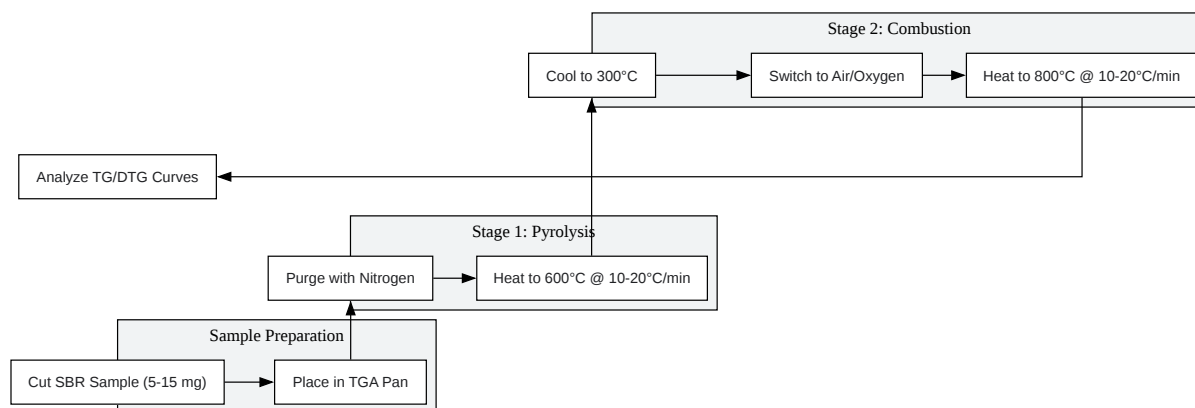 Stage 2: Combustion
Cool to 300°C
Switch to Air/Oxygen
Heat to 800°C @ 10-20°C/min
Analyze TG/DTG Curves
Stage 1: Pyrolysis
Purge with Nitrogen
Heat to 600°C @ 10-20°C/min
Sample Preparation
Cut SBR Sample (5-15 mg)
Place in TGA Pan